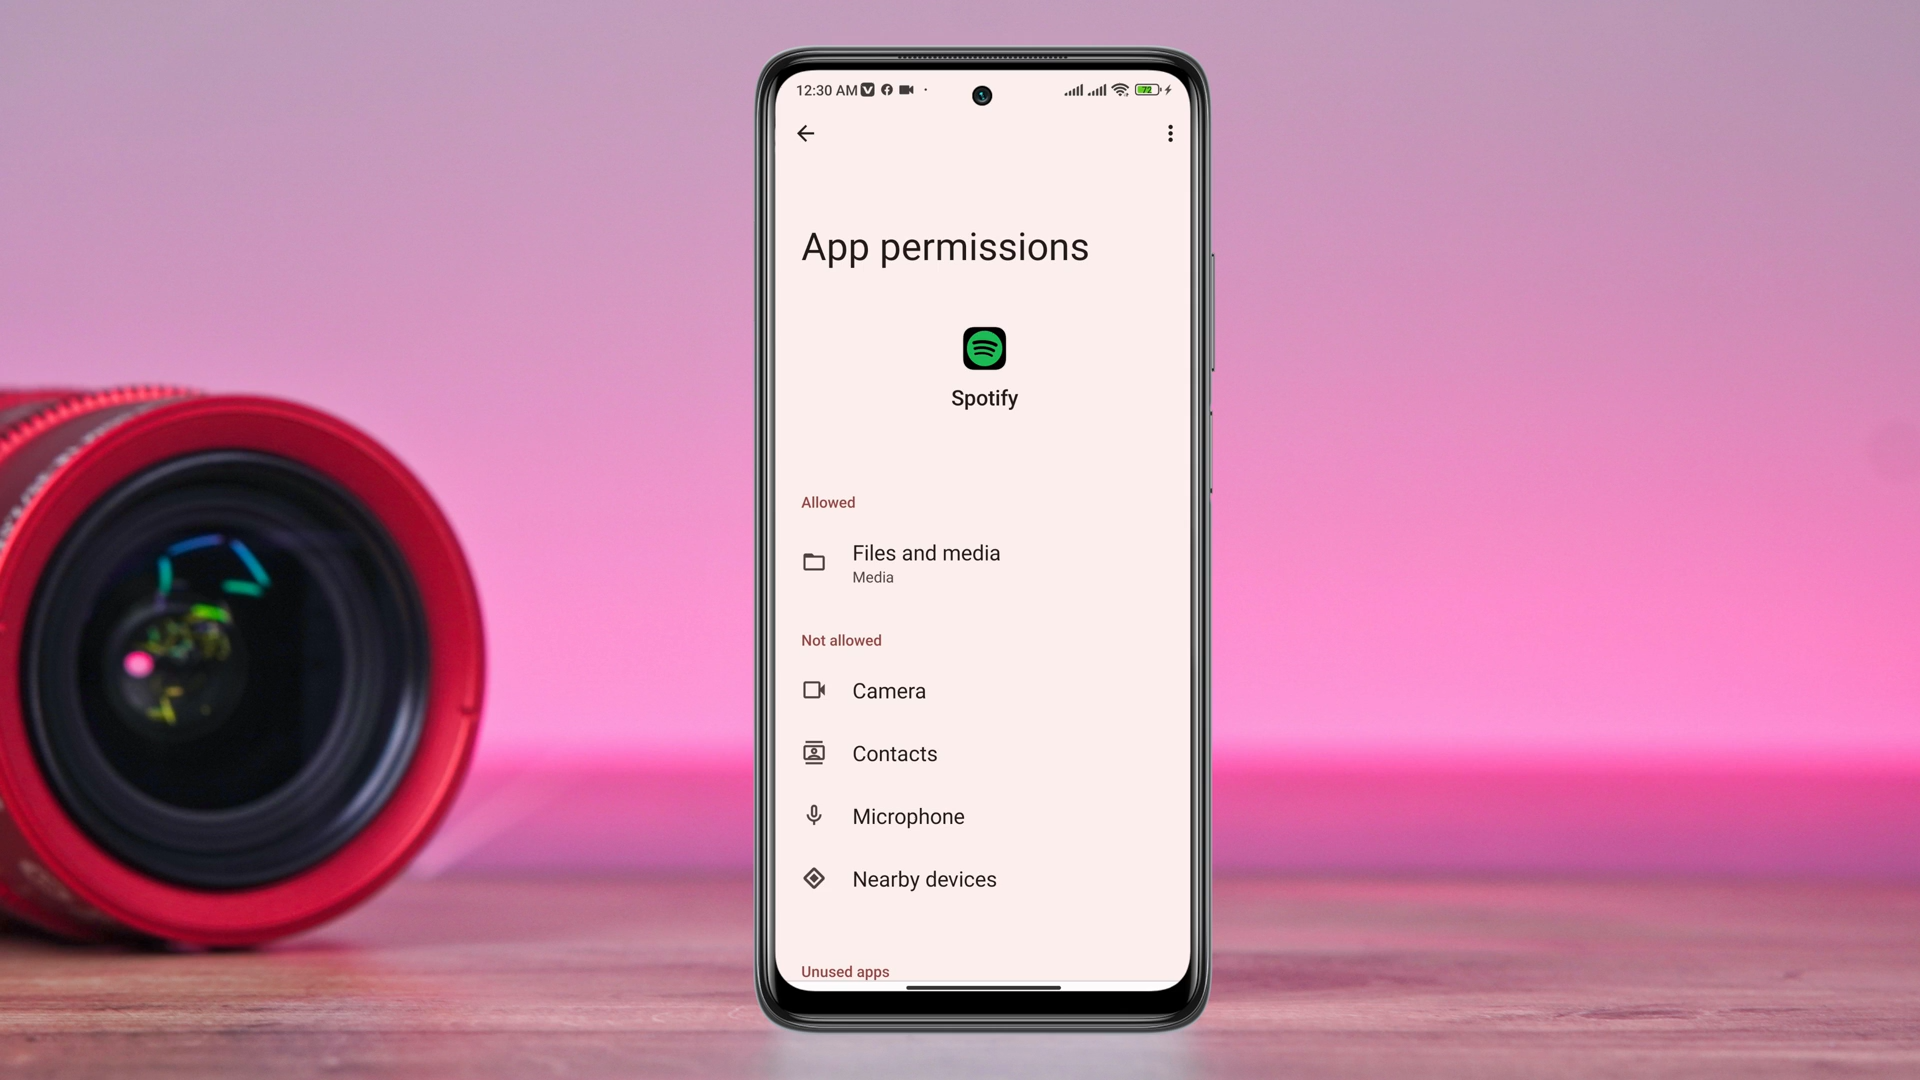 12:30 AM
72
App permissions
Spotify
Allowed
Files and media
Media
Not allowed
Camera
Contacts
Microphone
Nearby devices
Unused apps